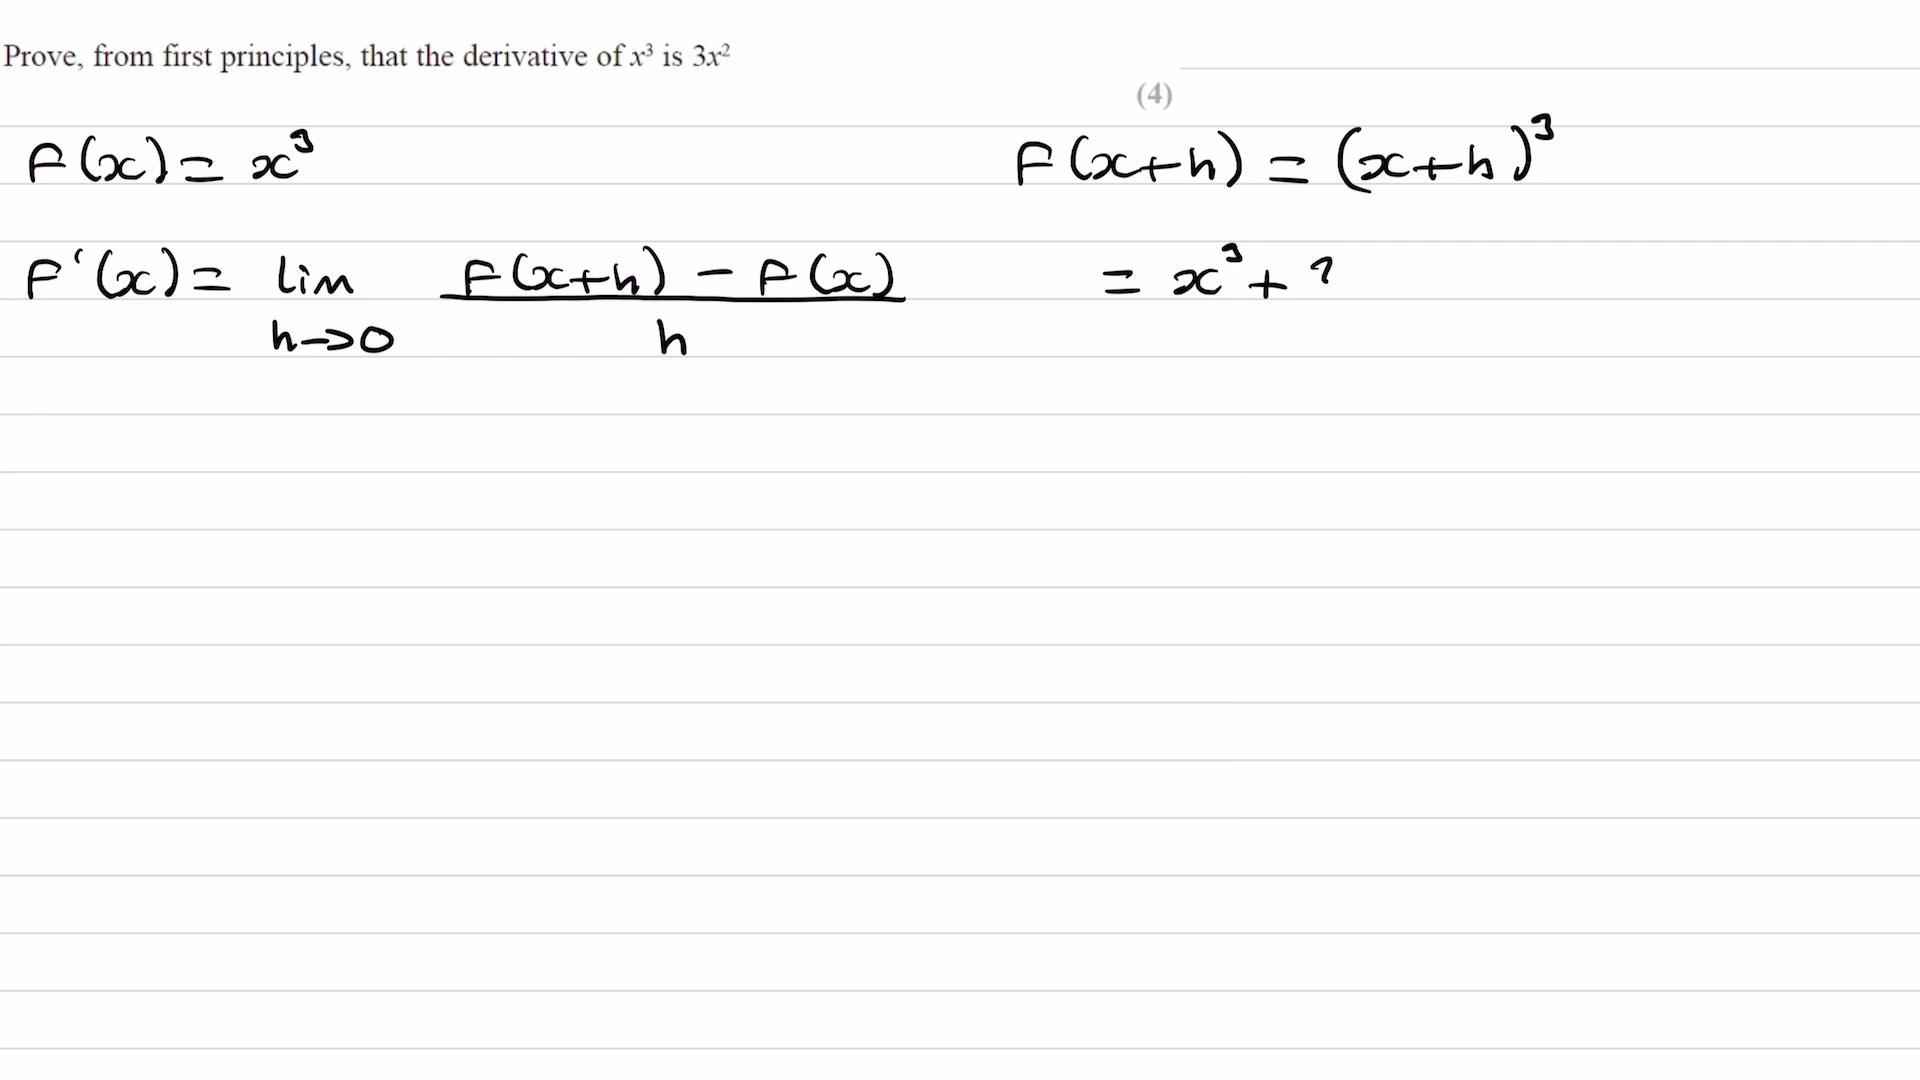 Prove, from first principles, that the derivative of x³ is 3x²
(4)
F(x) = x³
F'(x) = lim h→0 F(x+h) - F(x) / h
F(x+h) = (x+h)³
= x³ +